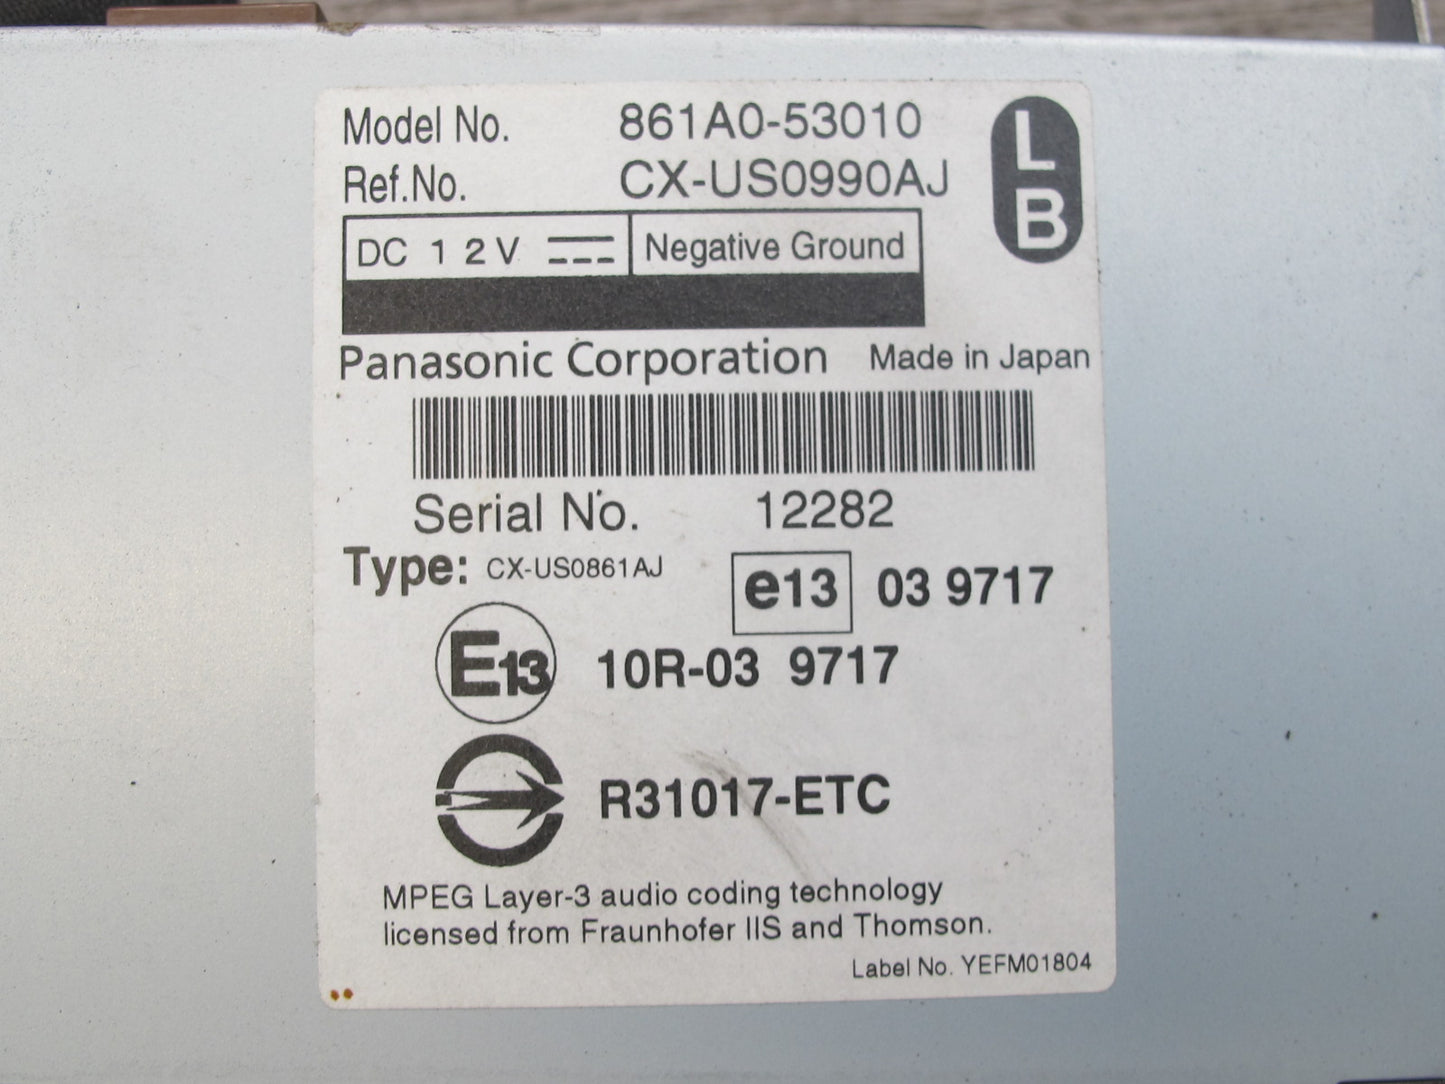 Model No. 861A0-53010
Ref.No. CX-US0990AJ
L
B
DC 12V Negative Ground
Panasonic Corporation Made in Japan
Serial No. 12282
Type: CX-US0861AJ e13 03 9717
E13 10R-03 9717
R31017-ETC
MPEG Layer-3 audio coding technology
licensed from Fraunhofer IIS and Thomson.
Label No. YEFM01804